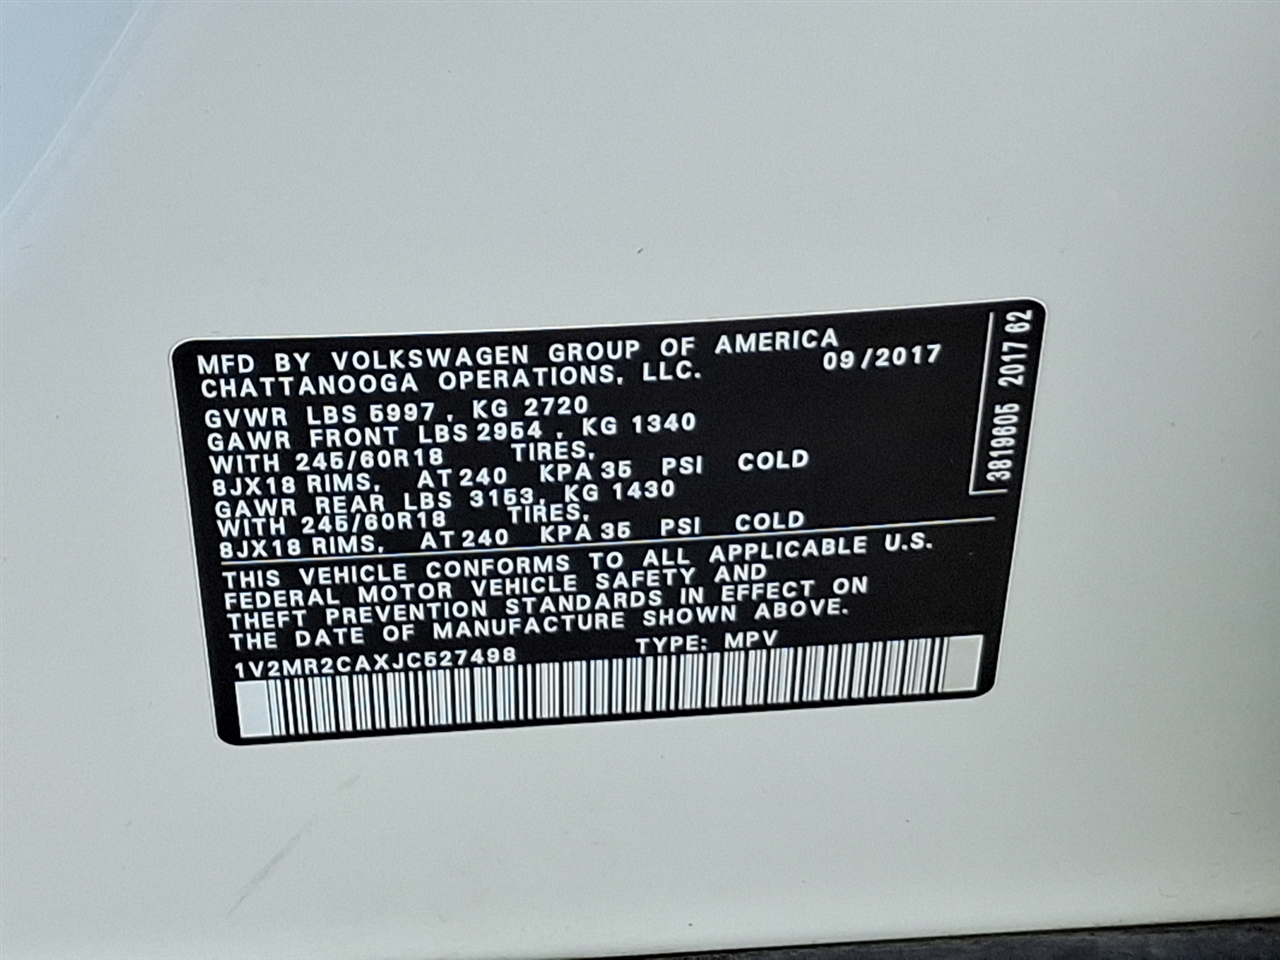 MFD BY VOLKSWAGEN GROUP OF AMERICA
CHATTANOOGA OPERATIONS, LLC. 09/2017
GVWR LBS 5997, KG 2720
GAWR FRONT LBS 2954, KG 1340
WITH 245/60R18 TIRES,
8JX18 RIMS, AT 240 KPA 35 PSI COLD
GAWR REAR LBS 3153, KG 1430
WITH 245/60R18 TIRES,
8JX18 RIMS, AT 240 KPA 35 PSI COLD
THIS VEHICLE CONFORMS TO ALL APPLICABLE U.S.
FEDERAL MOTOR VEHICLE SAFETY AND
THEFT PREVENTION STANDARDS IN EFFECT ON
THE DATE OF MANUFACTURE SHOWN ABOVE.
1V2MR2CAXJC527498 TYPE: MPV
3819605 2017 62